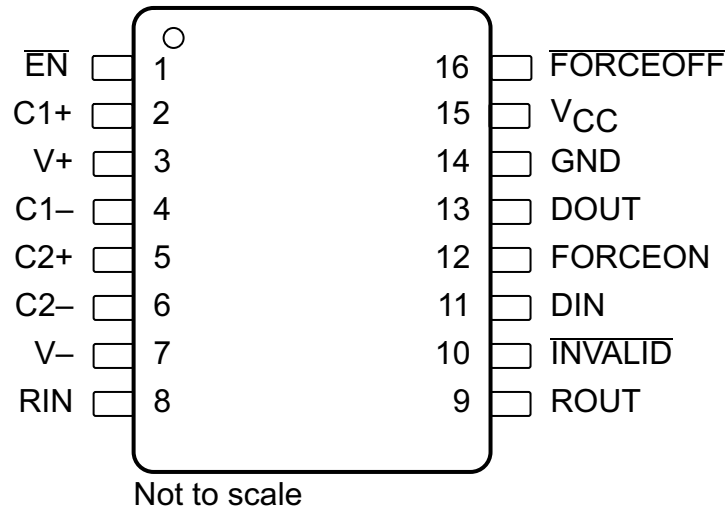 EN 1 16 FORCEOFF
C1+ 2 15 VCC
V+ 3 14 GND
C1– 4 13 DOUT
C2+ 5 12 FORCEON
C2– 6 11 DIN
V– 7 10 INVALID
RIN 8 9 ROUT
Not to scale